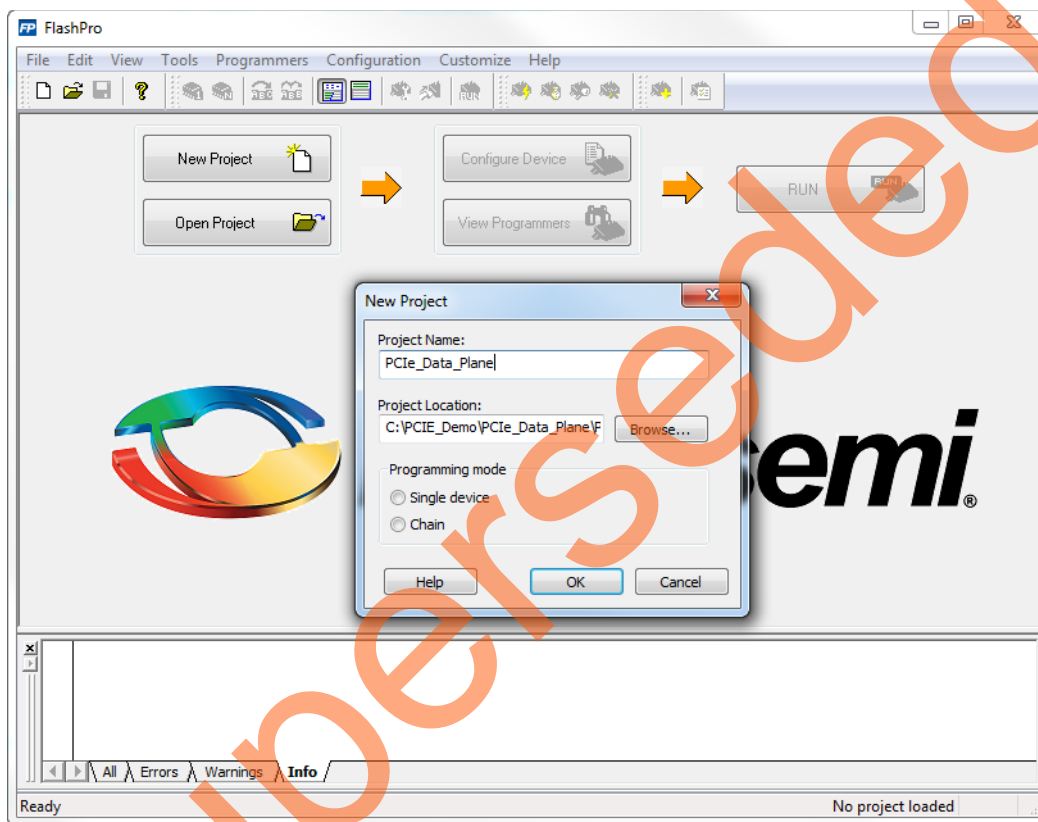 FP FlashPro
File Edit View Tools Programmers Configuration Customize Help
New Project
Configure Device
RUN
Open Project
View Programmers
New Project
Project Name:
PCIe_Data_Plane
Project Location:
C:\PCIE_Demo\PCIe_Data_Plane\F
Browse...
Programming mode
Single device
Chain
Help
OK
Cancel
semi®
All
Errors
Warnings
Info
Ready
No project loaded
uperseded